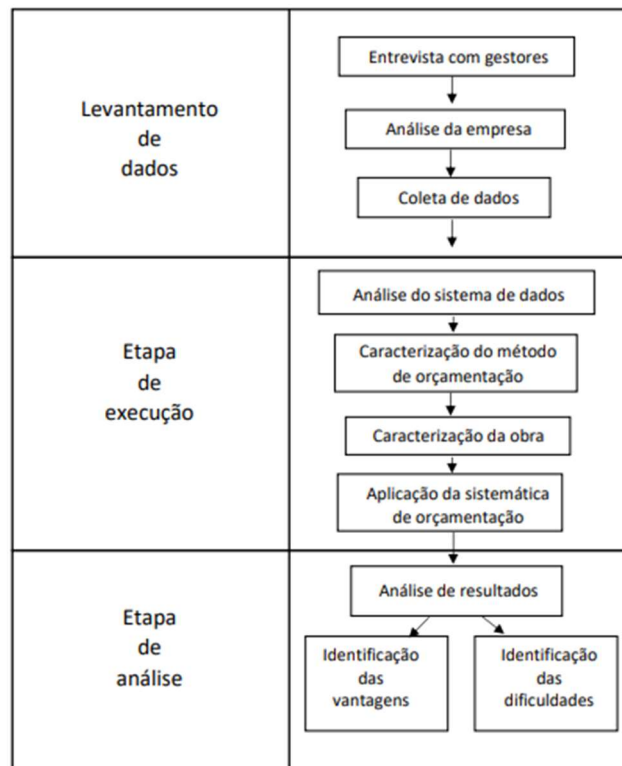 Levantamento
de
dados
Entrevista com gestores
Análise da empresa
Coleta de dados
Etapa
de
execução
Análise do sistema de dados
Caracterização do método
de orçamentação
Caracterização da obra
Aplicação da sistemática
de orçamentação
Etapa
de
análise
Análise de resultados
Identificação
das
vantagens
Identificação
das
dificuldades